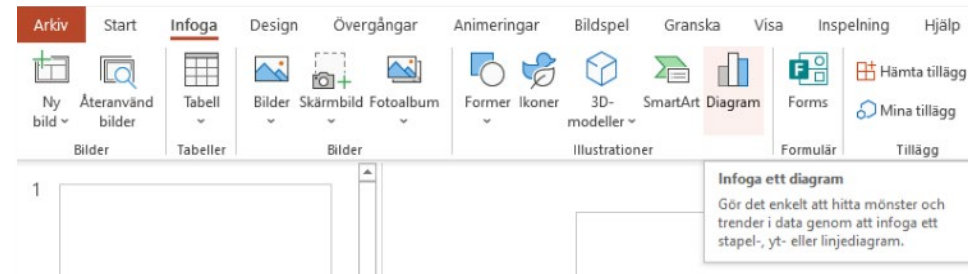 Arkiv Start Infoga Design Övergångar Animeringar Bildspel Granska Visa Inspelning Hjälp
Ny bild
Återanvänd bilder
Tabell
Bilder
Skärmbild
Fotoalbum
Former
Ikoner
3D-
modeller
SmartArt
Diagram
Forms
Hämta tillägg
Mina tillägg
Bilder Tabeller Bilder Illustrationer Formulär Tillägg
1
Infoga ett diagram
Gör det enkelt att hitta mönster och
trender i data genom att infoga ett
stapel-, yt- eller linjediagram.